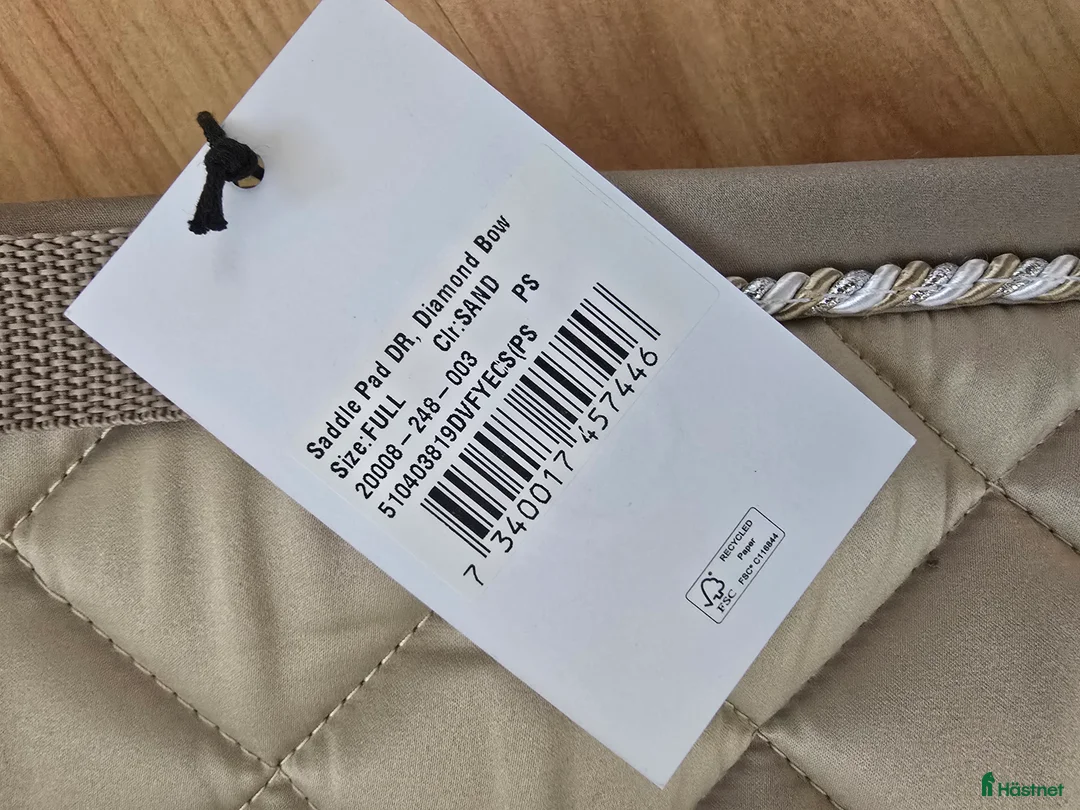 Saddle Pad DR, Diamond Bow
Size:FULL Clr:SAND
20008-248-003 PS
510403819DVFYECS(PS
7 340017 457446
RECYCLED
Paper
FSC® C116844
FSC
Hästnet